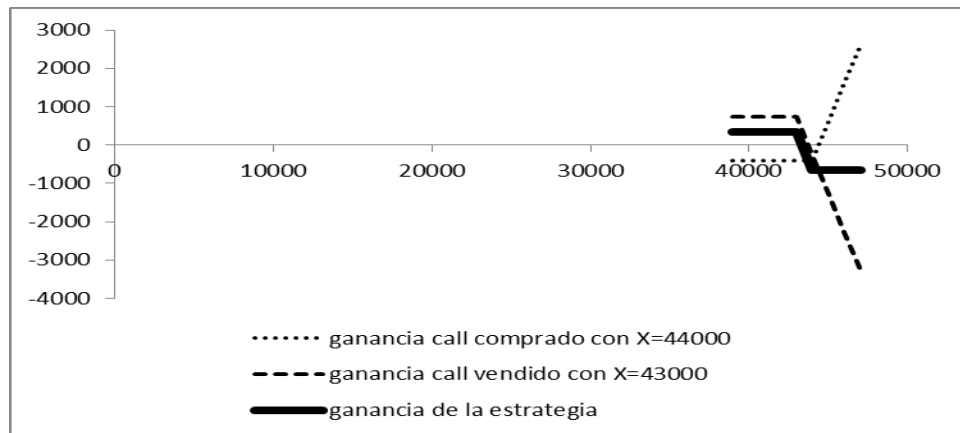 3000
2000
1000
0
-1000
-2000
-3000
-4000
0 10000 20000 30000 40000 50000
ganancia call comprado con X=44000
ganancia call vendido con X=43000
ganancia de la estrategia